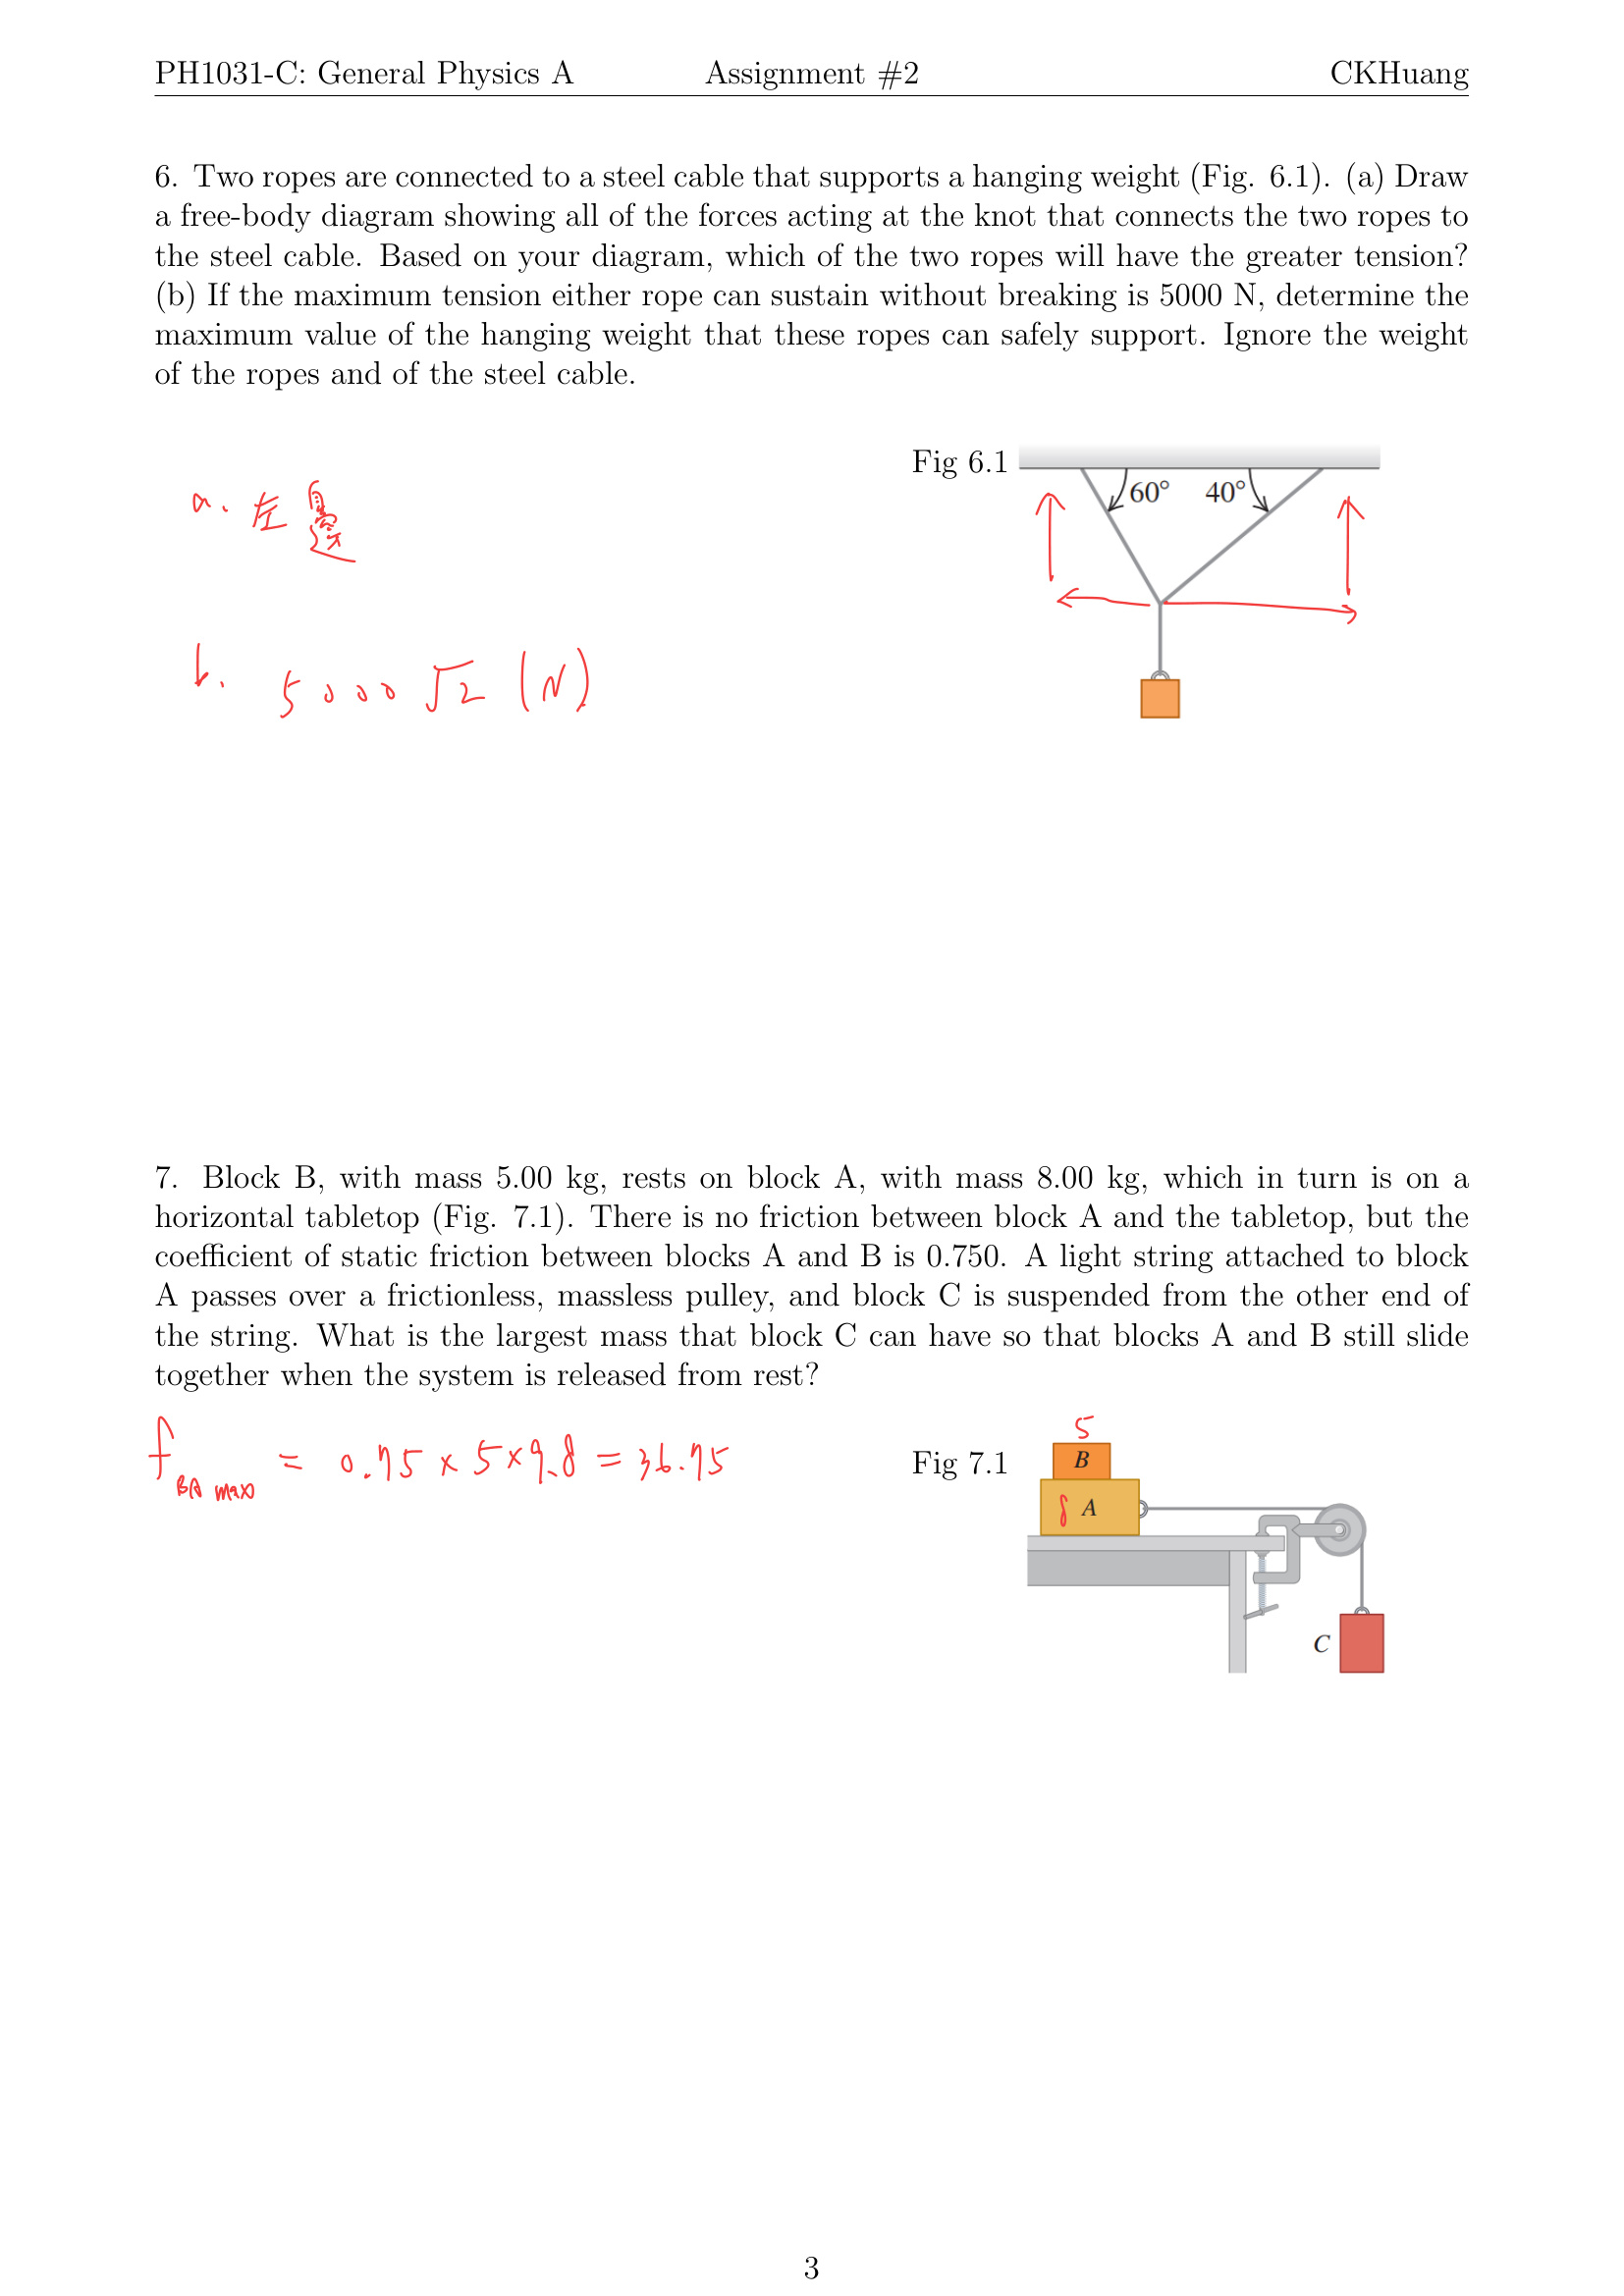 PH1031-C: General Physics A Assignment #2 CKHuang
6. Two ropes are connected to a steel cable that supports a hanging weight (Fig. 6.1). (a) Draw
a free-body diagram showing all of the forces acting at the knot that connects the two ropes to
the steel cable. Based on your diagram, which of the two ropes will have the greater tension?
(b) If the maximum tension either rope can sustain without breaking is 5000 N, determine the
maximum value of the hanging weight that these ropes can safely support. Ignore the weight
of the ropes and of the steel cable.
Fig 6.1
60° 40°
a. 左邊
b. 5000 √2 (N)
7. Block B, with mass 5.00 kg, rests on block A, with mass 8.00 kg, which in turn is on a
horizontal tabletop (Fig. 7.1). There is no friction between block A and the tabletop, but the
coefficient of static friction between blocks A and B is 0.750. A light string attached to block
A passes over a frictionless, massless pulley, and block C is suspended from the other end of
the string. What is the largest mass that block C can have so that blocks A and B still slide
together when the system is released from rest?
f BA max = 0.75 × 5 × 9.8 = 36.75
Fig 7.1
5
B
8 A
C
3